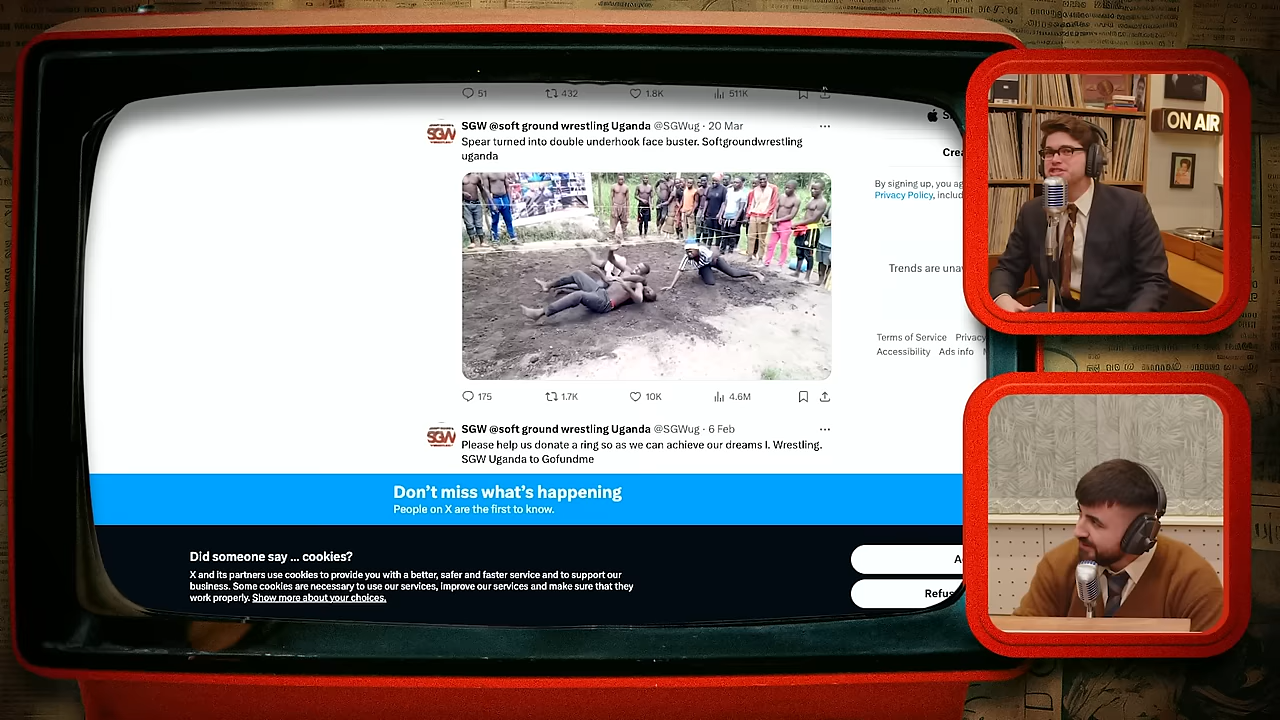 51 432 1.8K 511K
SGW @soft ground wrestling Uganda @SGWug · 20 Mar
Spear turned into double underhook face buster. Softgroundwrestling
uganda
175 1.7K 10K 4.6M
SGW @soft ground wrestling Uganda @SGWug · 6 Feb
Please help us donate a ring so as we can achieve our dreams I. Wrestling.
SGW Uganda to Gofundme
Crea
By signing up, you ag
Privacy Policy, includ
Trends are unav
Terms of Service Privacy
Accessibility Ads info
Don't miss what's happening
People on X are the first to know.
Did someone say … cookies?
X and its partners use cookies to provide you with a better, safer and faster service and to support our
business. Some cookies are necessary to use our services, improve our services and make sure that they
work properly. Show more about your choices.
Refus
ON AIR
SGW
SGW